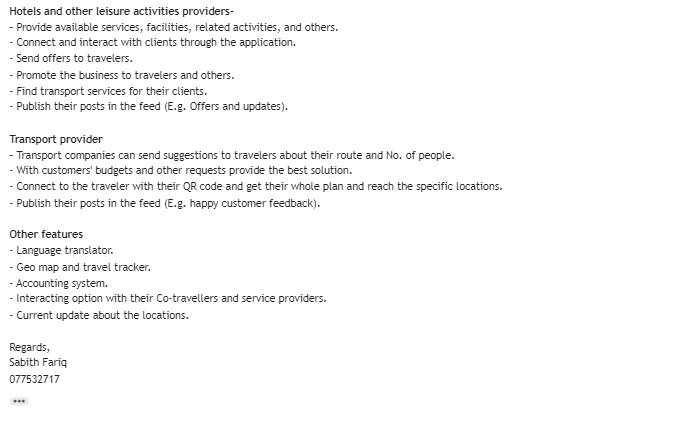 Hotels and other leisure activities providers-
- Provide available services, facilities, related activities, and others.
- Connect and interact with clients through the application.
- Send offers to travelers.
- Promote the business to travelers and others.
- Find transport services for their clients.
- Publish their posts in the feed (E.g. Offers and updates).
Transport provider
- Transport companies can send suggestions to travelers about their route and No. of people.
- With customers' budgets and other requests provide the best solution.
- Connect to the traveler with their QR code and get their whole plan and reach the specific locations.
- Publish their posts in the feed (E.g. happy customer feedback).
Other features
- Language translator.
- Geo map and travel tracker.
- Accounting system.
- Interacting option with their Co-travellers and service providers.
- Current update about the locations.
Regards,
Sabith Fariq
077532717